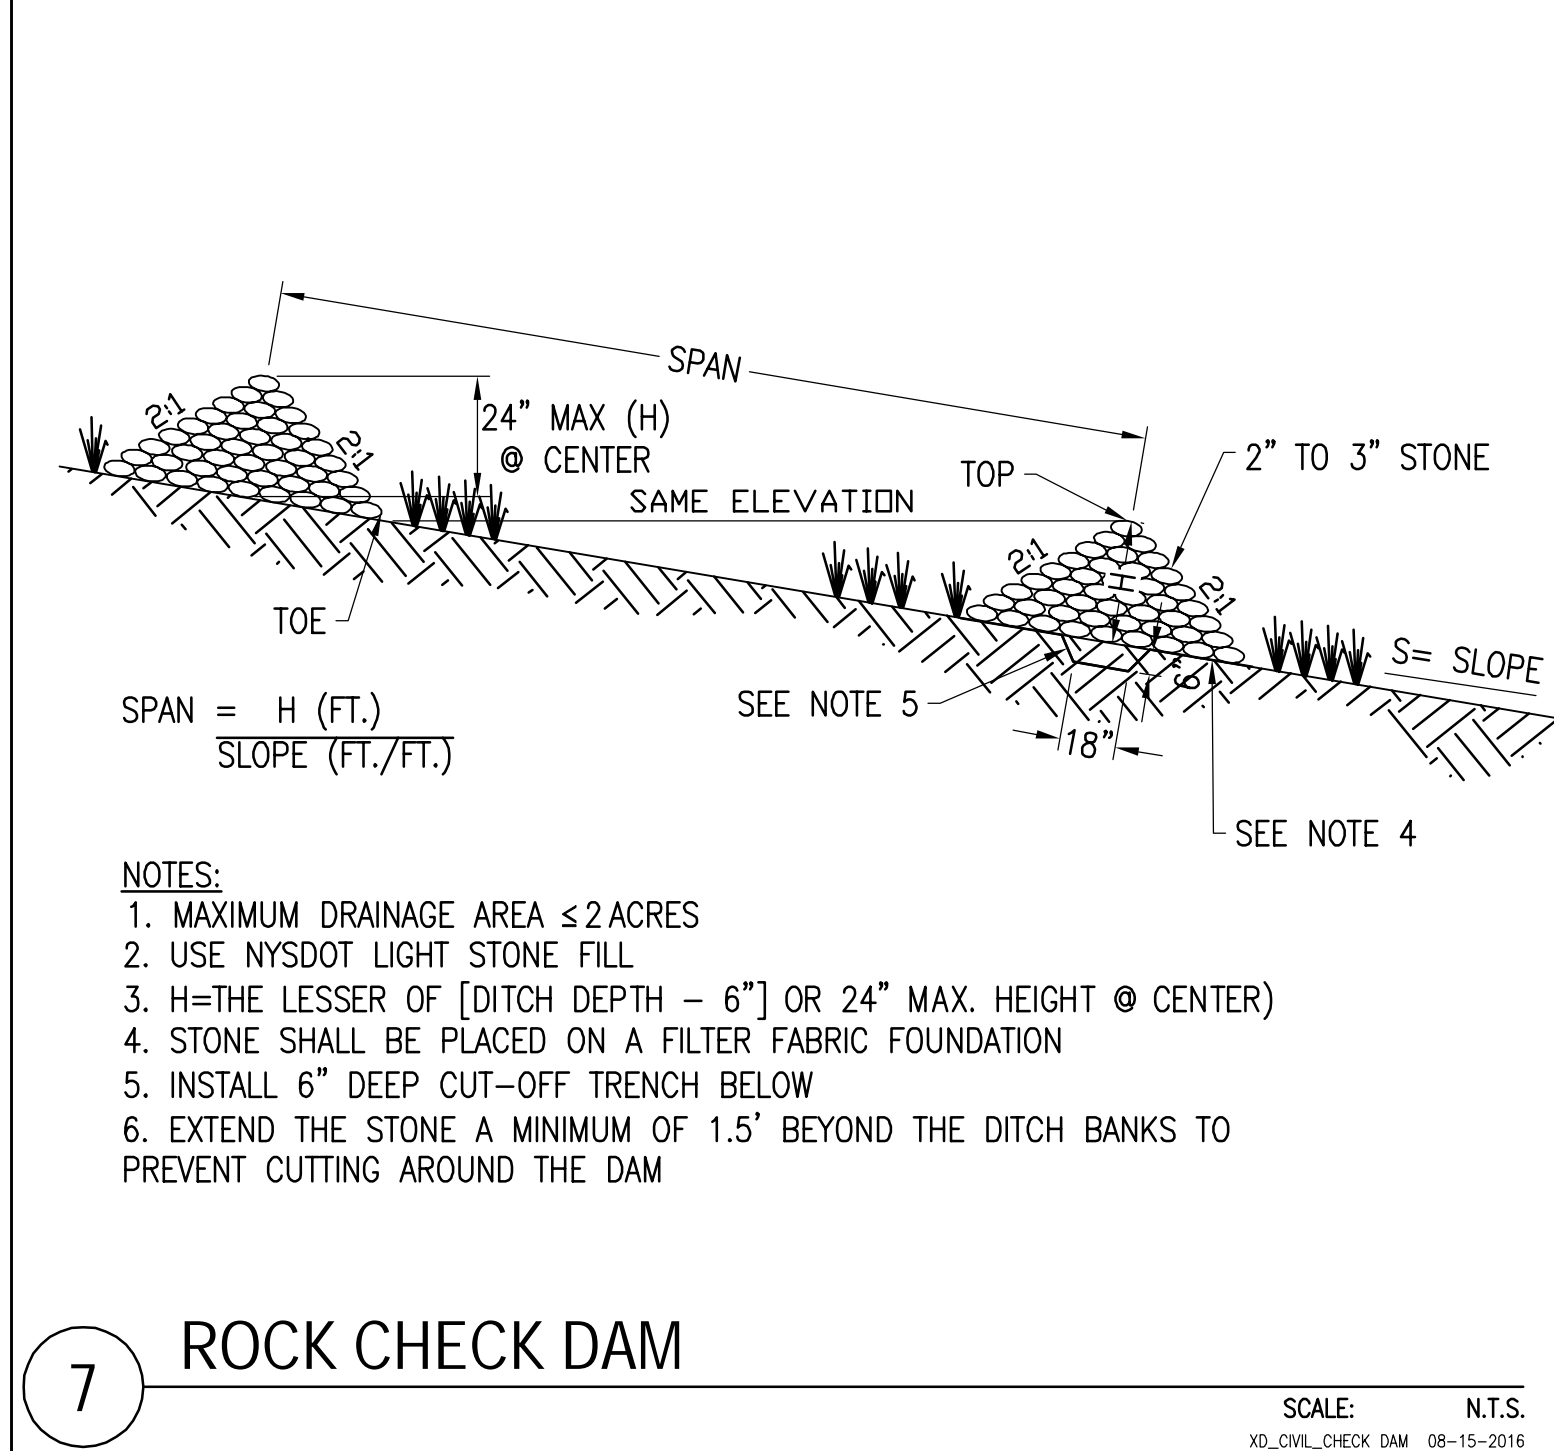 SPAN
2:1
2:1
24” MAX (H)
@ CENTER
SAME ELEVATION
TOP
2” TO 3” STONE
2:1
H
2:1
TOE
6"
S= SLOPE
SEE NOTE 5
18"
SEE NOTE 4
SPAN = H (FT.)
SLOPE (FT./FT.)
NOTES:
1. MAXIMUM DRAINAGE AREA ≤ 2 ACRES
2. USE NYSDOT LIGHT STONE FILL
3. H=THE LESSER OF [DITCH DEPTH – 6”] OR 24” MAX. HEIGHT @ CENTER)
4. STONE SHALL BE PLACED ON A FILTER FABRIC FOUNDATION
5. INSTALL 6” DEEP CUT–OFF TRENCH BELOW
6. EXTEND THE STONE A MINIMUM OF 1.5’ BEYOND THE DITCH BANKS TO
PREVENT CUTTING AROUND THE DAM
7
ROCK CHECK DAM
SCALE: N.T.S.
XD_CIVIL_CHECK DAM 08–15–2016